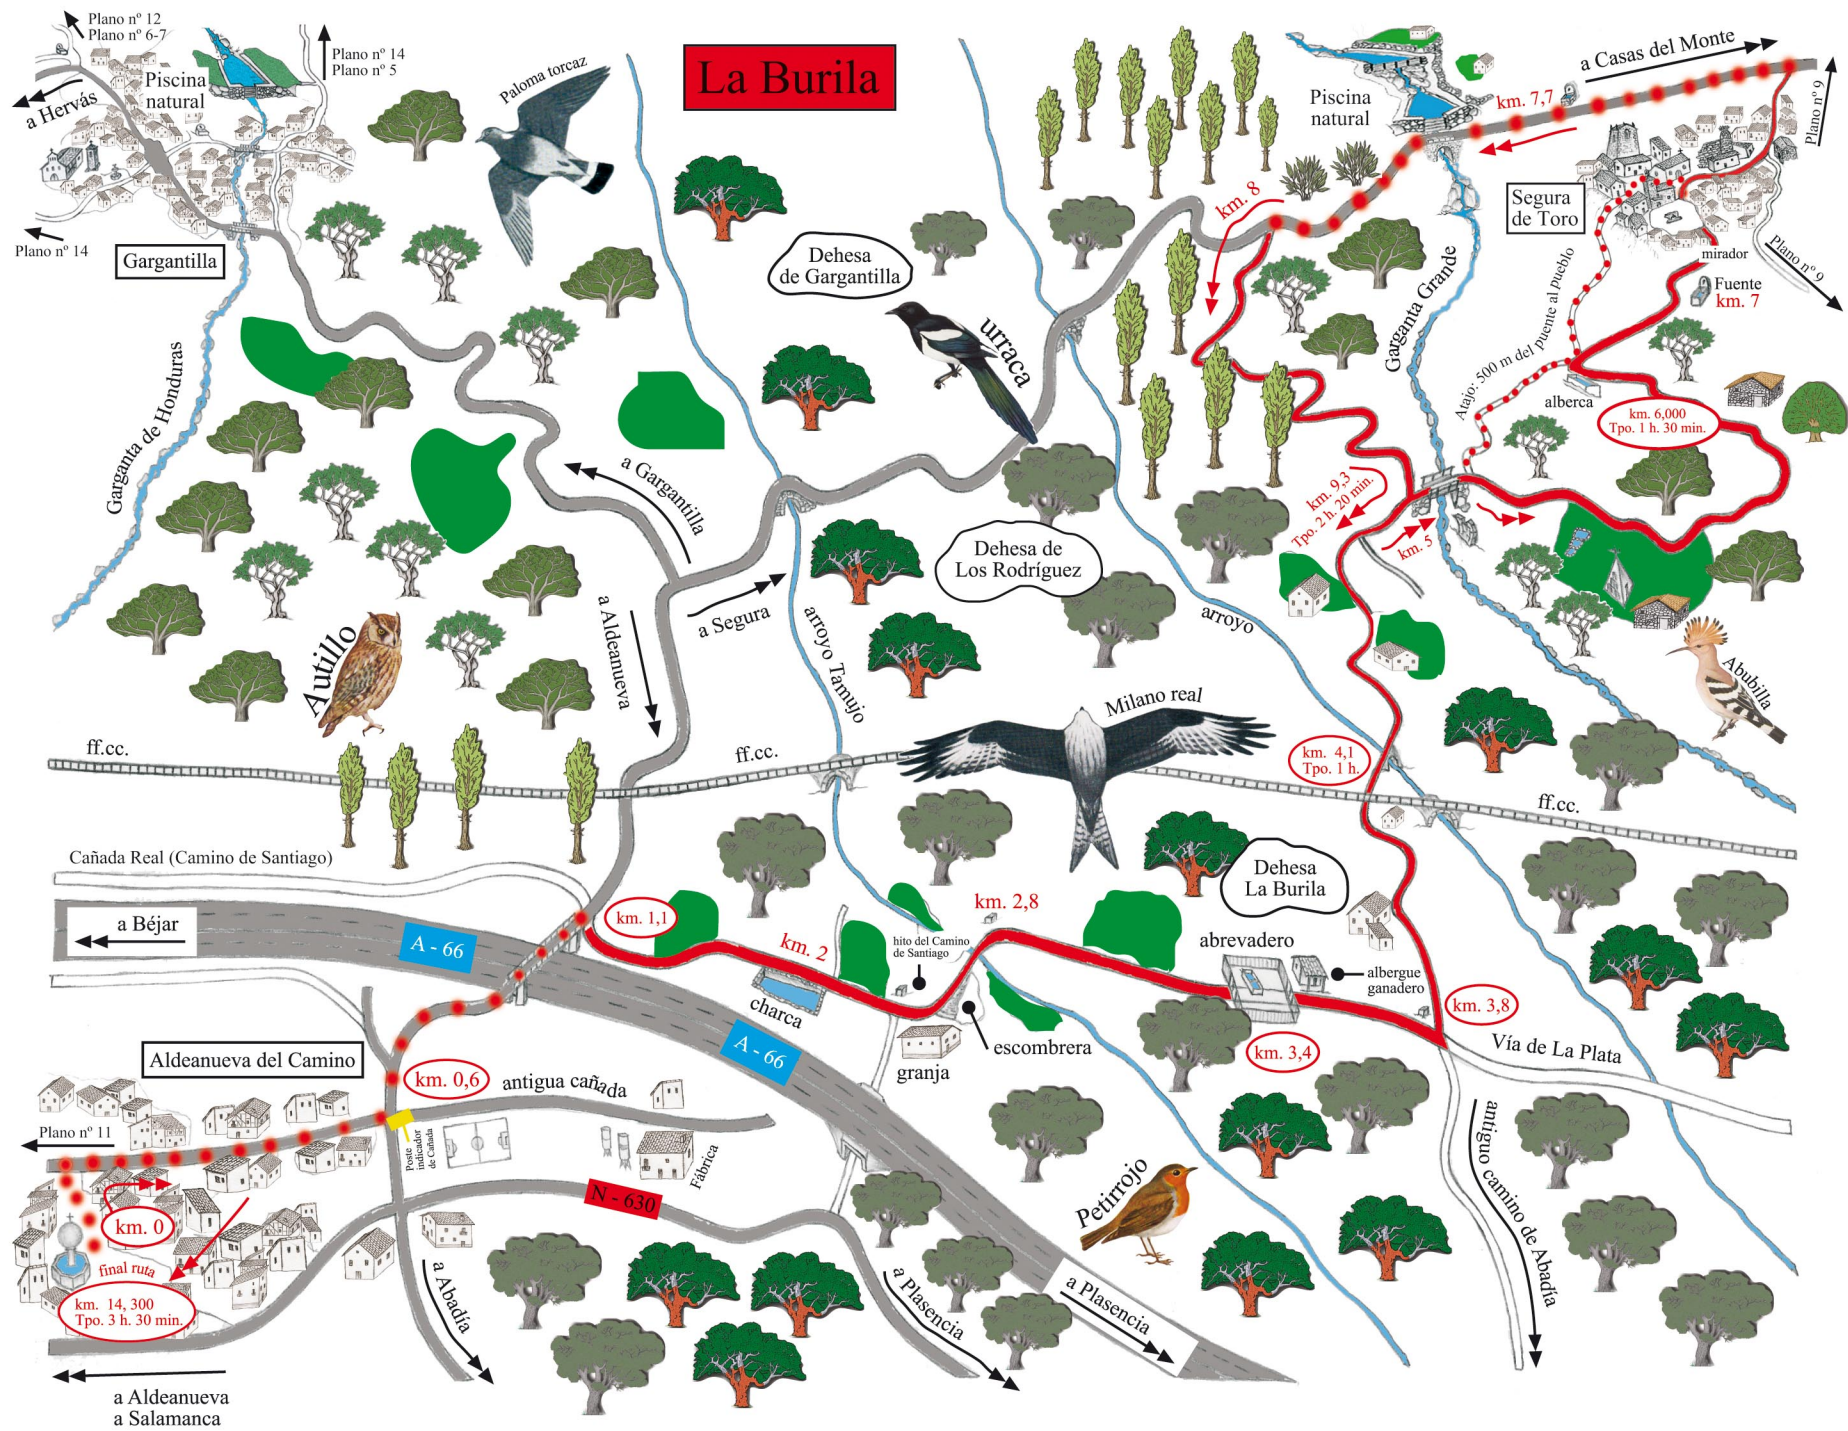 Plano nº 12
Plano nº 6-7
a Hervás
Piscina
natural
Plano nº 14
Plano nº 5
Plano nº 14
Gargantilla
Paloma torcaz
La Burila
Dehesa
de Gargantilla
urraca
Piscina
natural
a Casas del Monte
km. 7,7
Plano nº 9
km. 8
Segura
de Toro
mirador
Plano nº 9
Fuente
km. 7
Garganta Grande
Atajo: 500 m del puente al pueblo
alberca
km. 6,000
Tpo. 1 h. 30 min.
Garganta de Honduras
a Gargantilla
km. 9,3
Tpo. 2 h. 20 min.
km. 5
Dehesa de
Los Rodríguez
a Segura
a Aldeanueva
arroyo Tamujo
arroyo
Autillo
Abubilla
Milano real
ff.cc.
ff.cc.
km. 4,1
Tpo. 1 h.
ff.cc.
Cañada Real (Camino de Santiago)
Dehesa
La Burila
a Béjar
A - 66
km. 1,1
km. 2
km. 2,8
hito del Camino
de Santiago
abrevadero
albergue
ganadero
charca
km. 3,8
A - 66
escombrera
granja
km. 3,4
Vía de La Plata
Aldeanueva del Camino
km. 0,6
antigua cañada
Plano nº 11
Poste
indicador
de Cañada
Fábrica
antiguo camino de Abadía
N - 630
km. 0
final ruta
km. 14, 300
Tpo. 3 h. 30 min.
Petirrojo
a Abadía
a Plasencia
a Plasencia
a Aldeanueva
a Salamanca